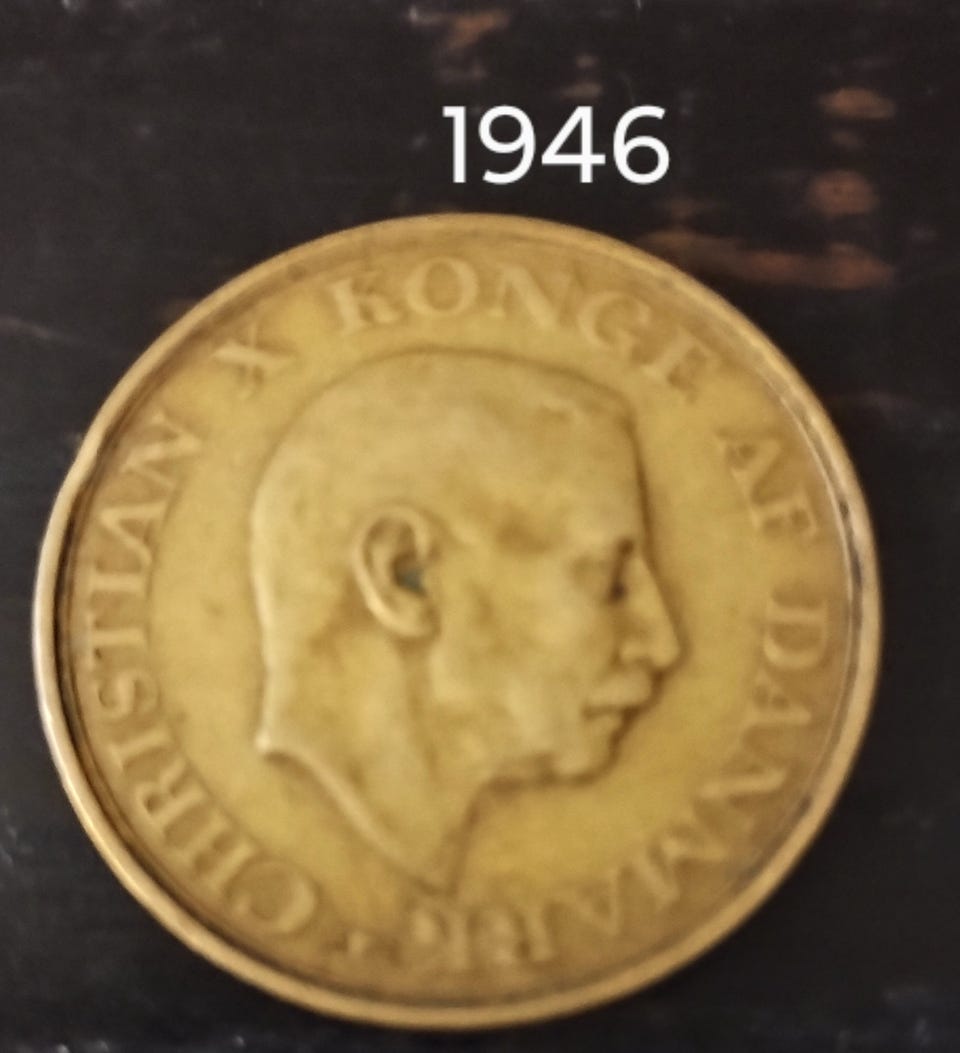 1946
CHRISTIAN X KONGE AF DANMARK